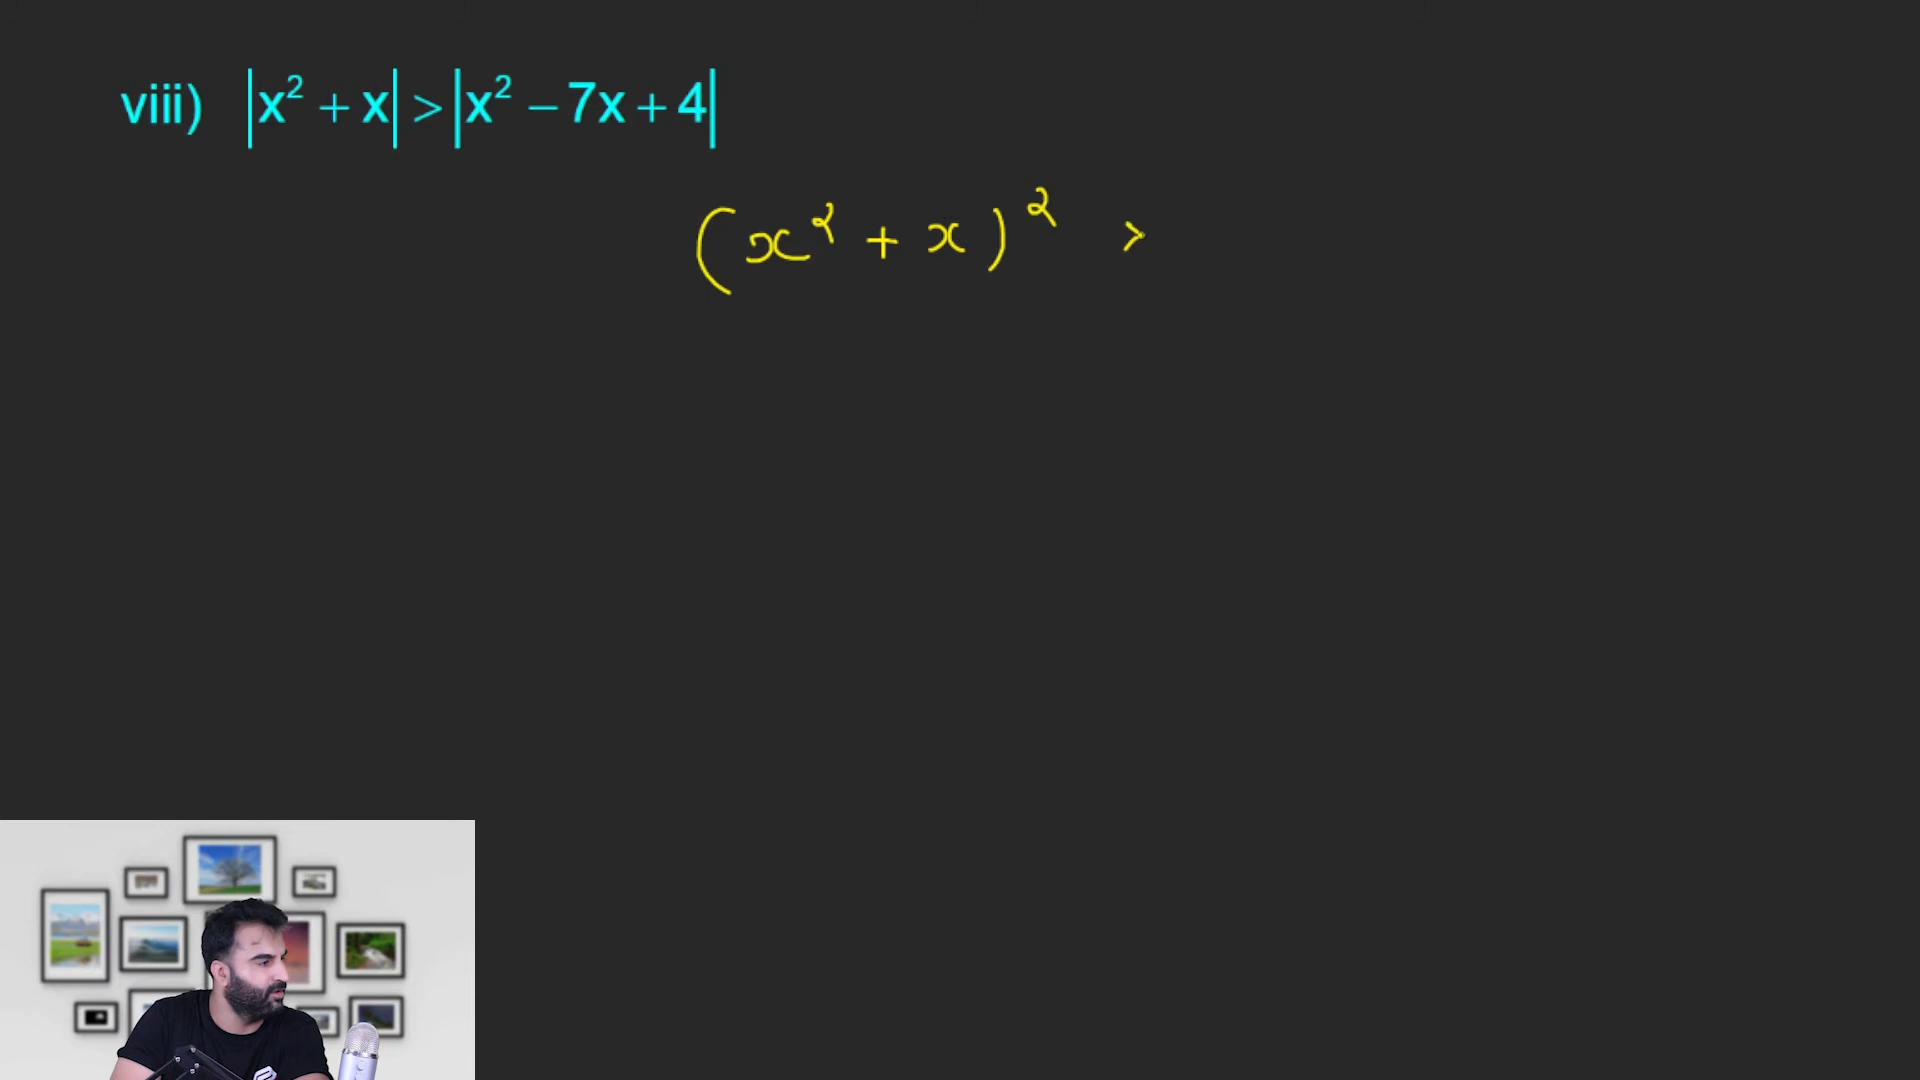 viii) |x² + x| > |x² − 7x + 4|
(x² + x)² >